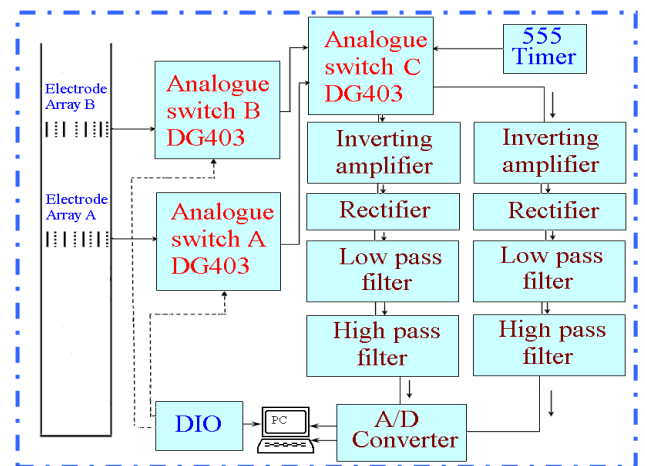 Electrode
Array B
Analogue
switch B
DG403
Analogue
switch C
DG403
555
Timer
Electrode
Array A
Analogue
switch A
DG403
Inverting
amplifier
Rectifier
Low pass
filter
High pass
filter
Inverting
amplifier
Rectifier
Low pass
filter
High pass
filter
DIO
PC
A/D
Converter